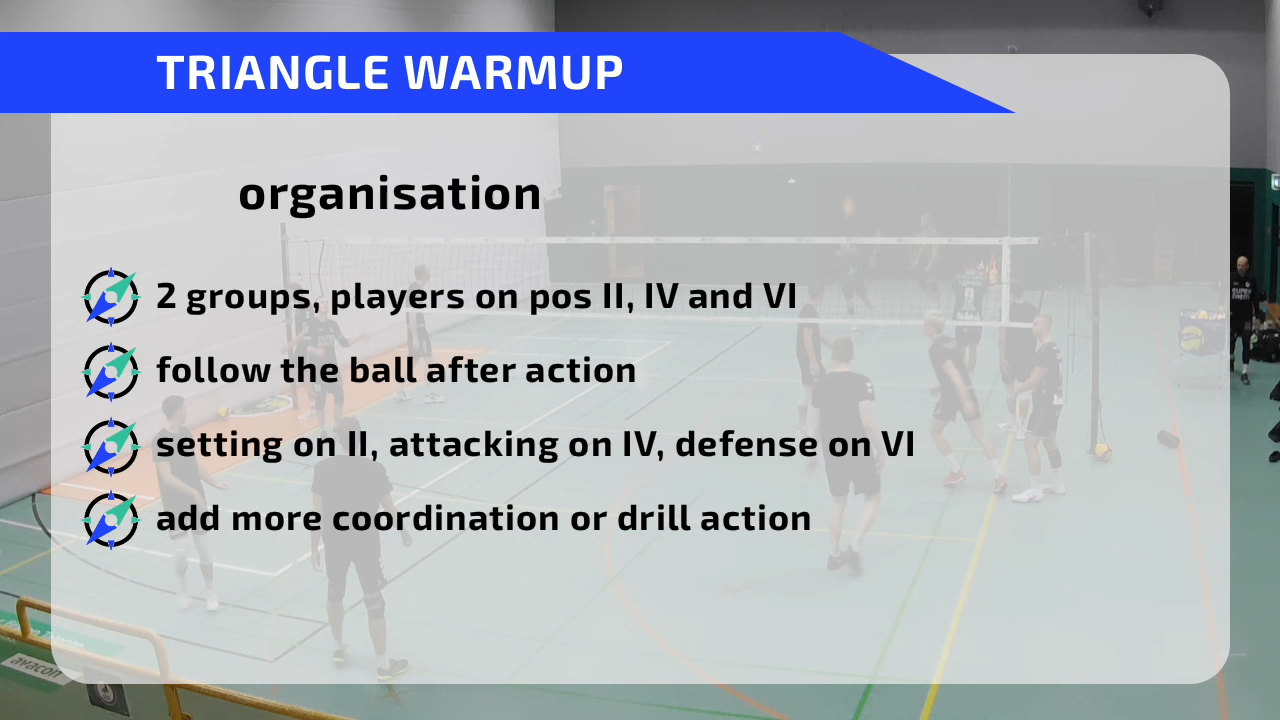 TRIANGLE WARMUP
organisation
2 groups, players on pos II, IV and VI
follow the ball after action
setting on II, attacking on IV, defense on VI
add more coordination or drill action
avacon